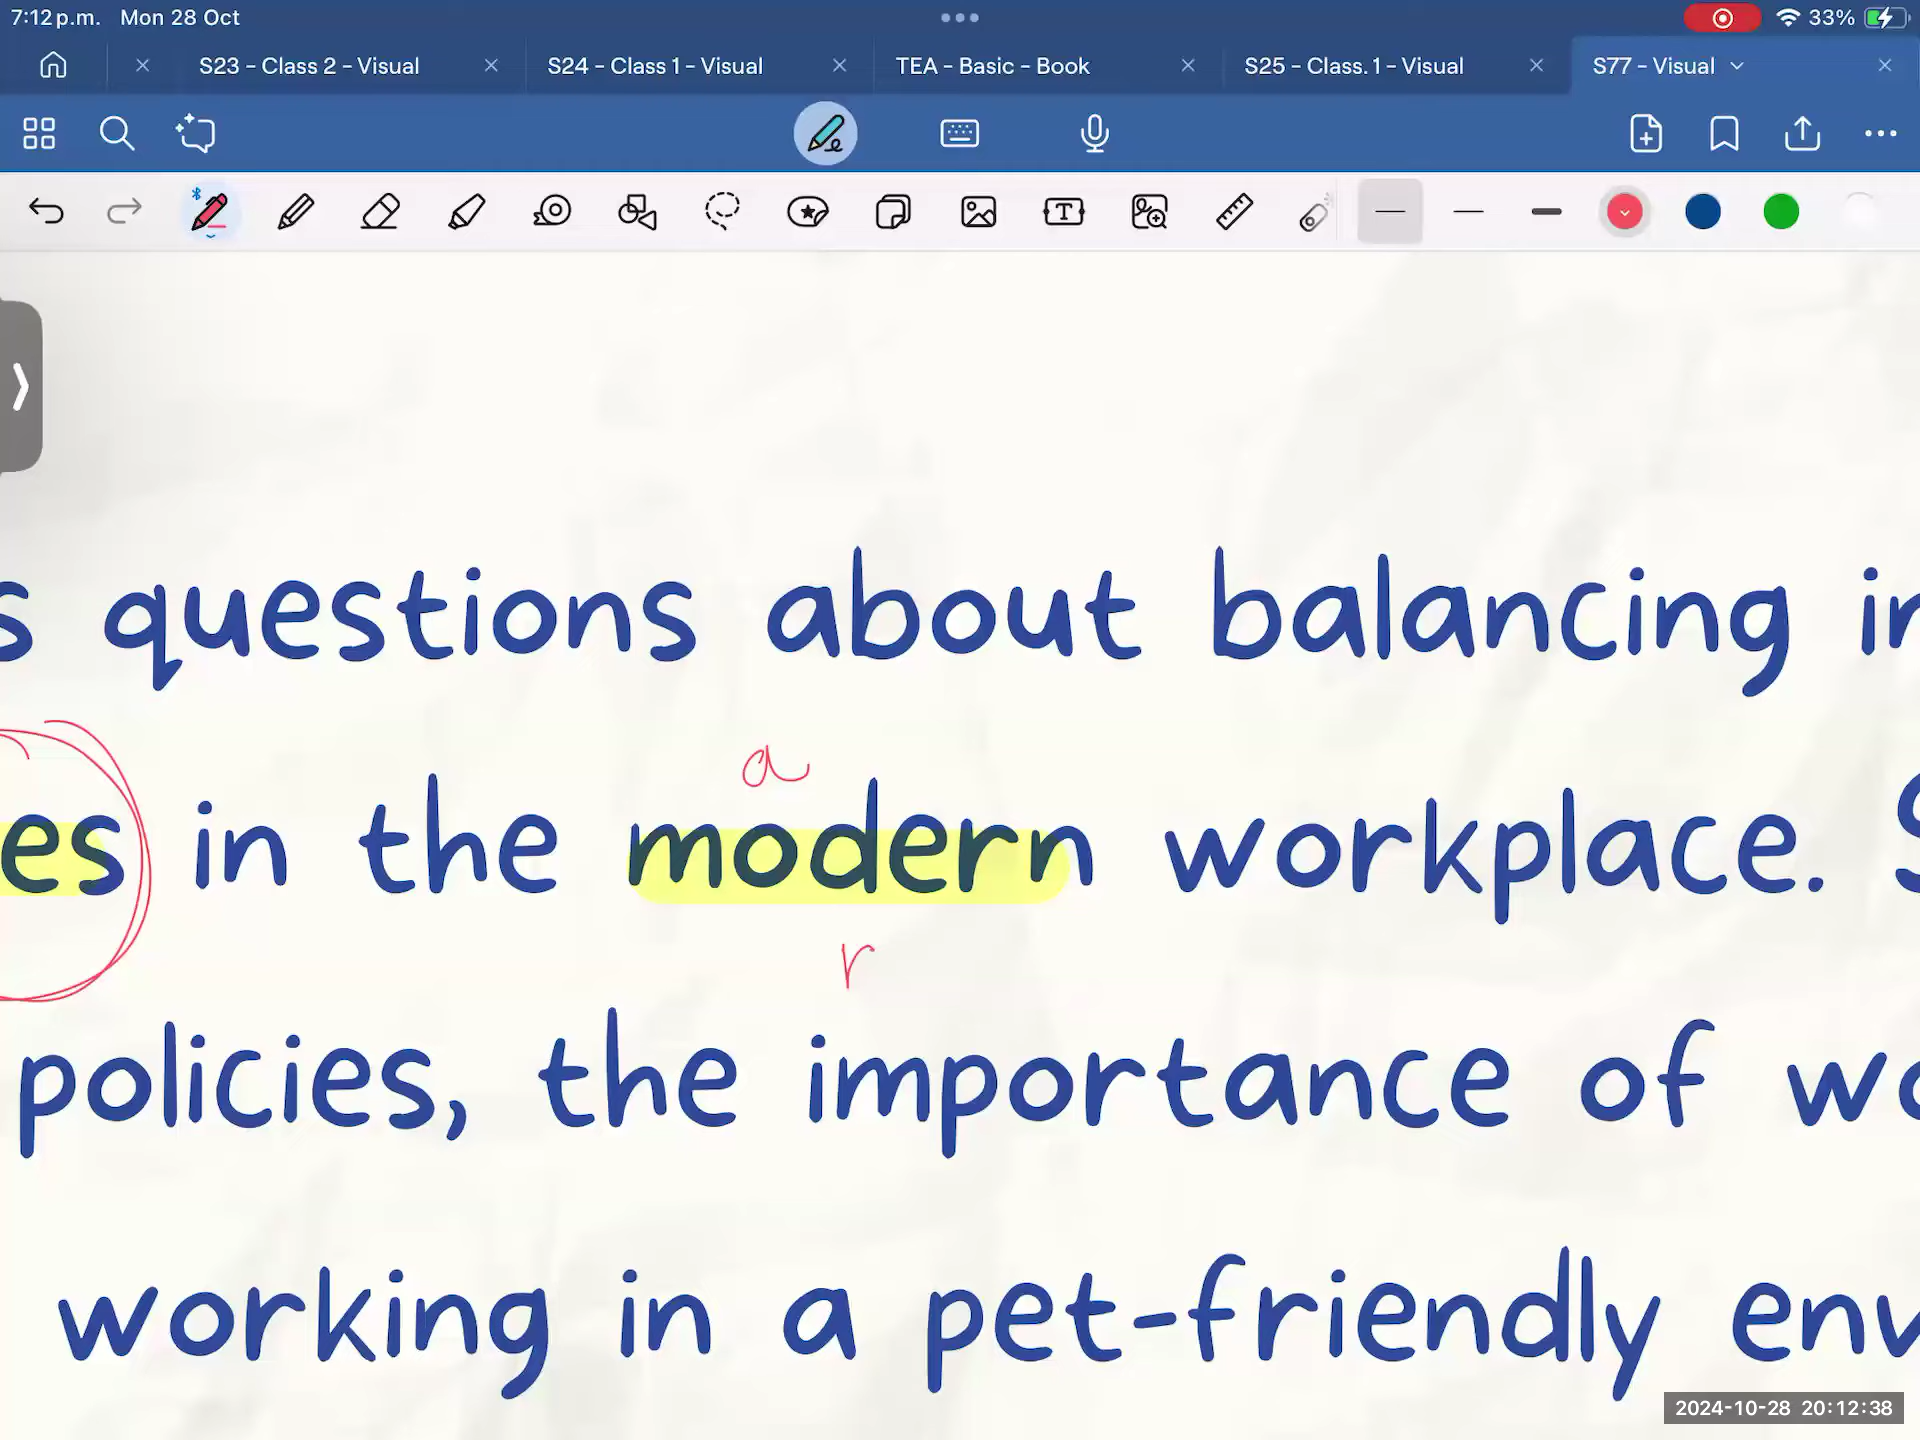 7:12 p.m. Mon 28 Oct
33%
S23 - Class 2 - Visual
S24 - Class 1 - Visual
TEA - Basic - Book
S25 - Class. 1 - Visual
S77 - Visual
s questions about balancing in
a
es in the modern workplace. S
r
policies, the importance of wo
working in a pet-friendly env
2024-10-28 20:12:38